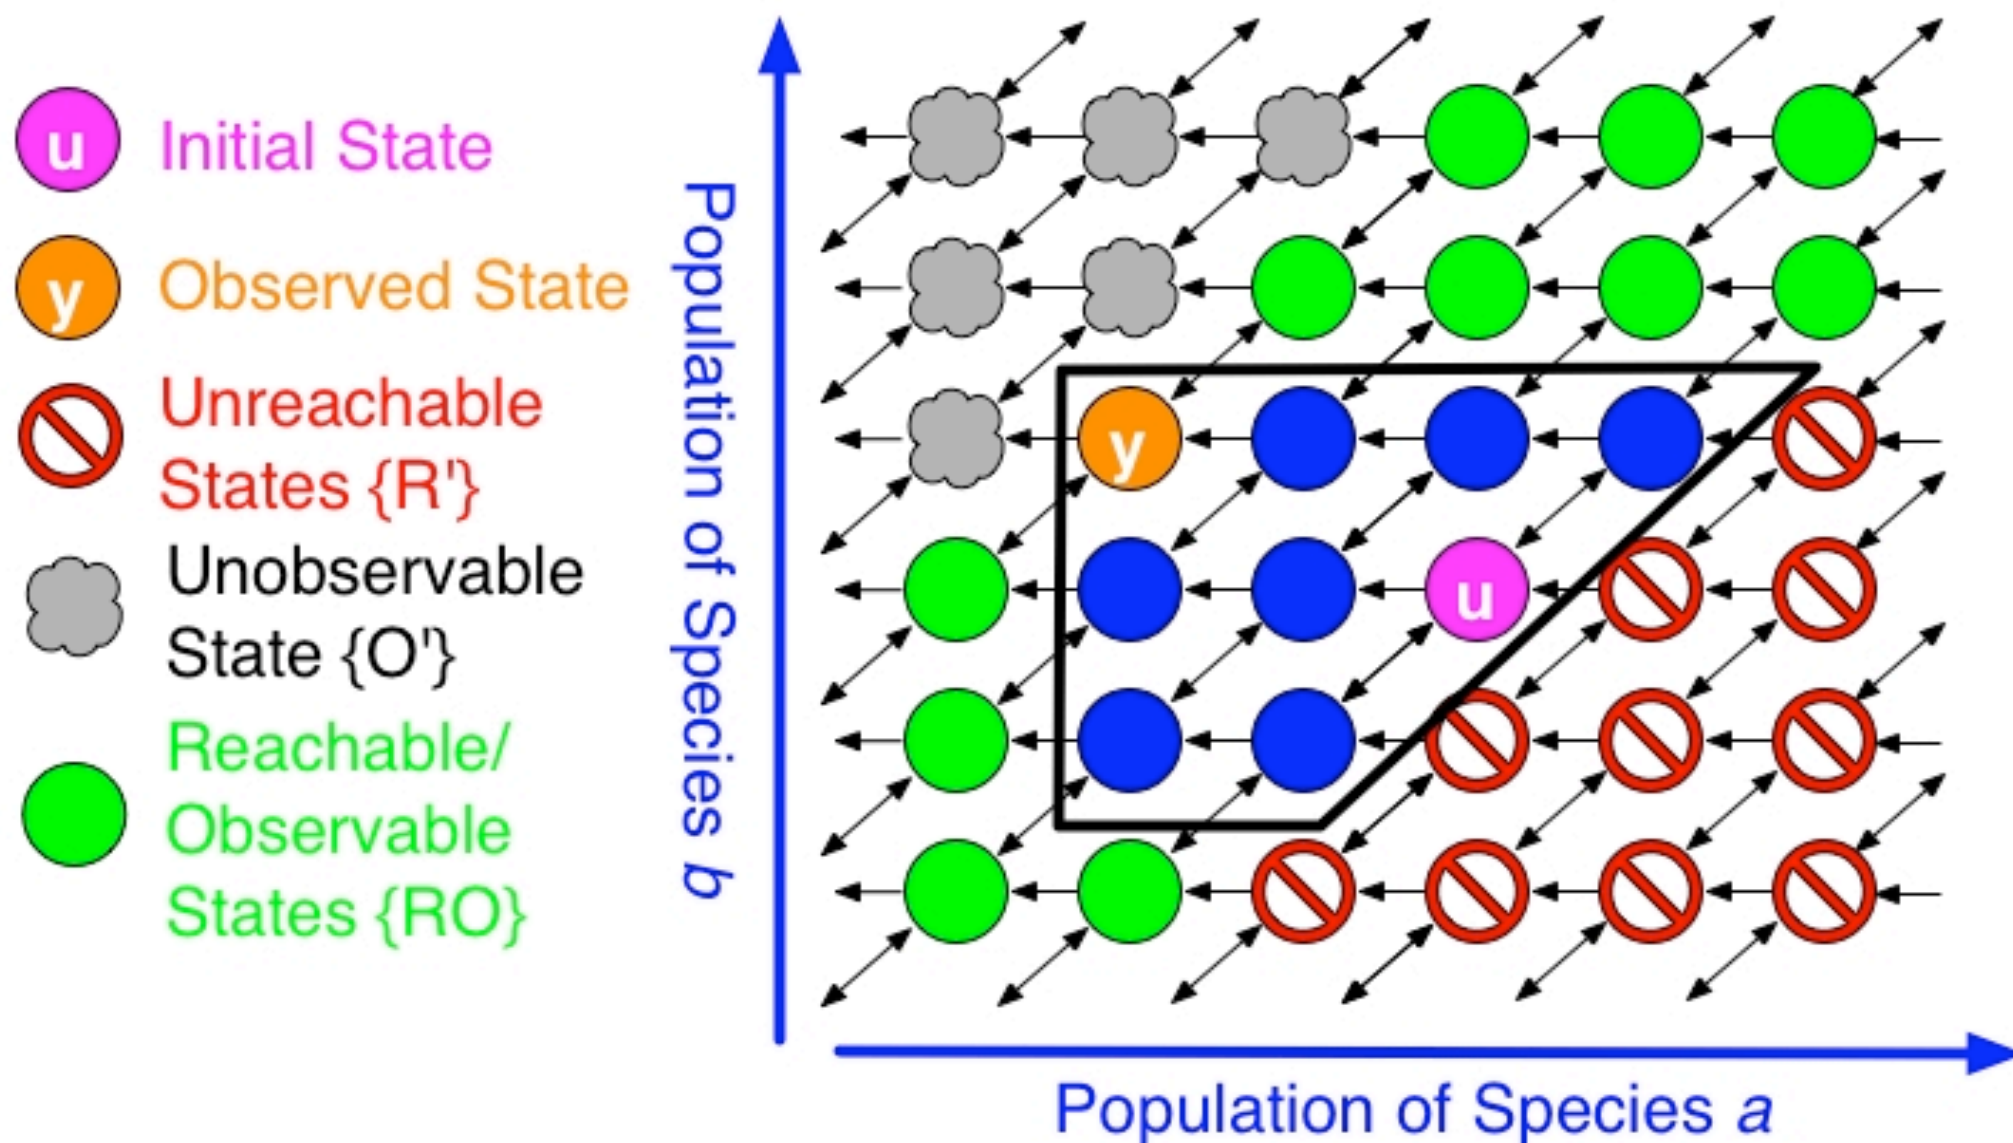 u
Initial State
y
Observed State
Unreachable
States {R'}
Unobservable
State {O'}
Reachable/
Observable
States {RO}
Population of Species b
y
u
Population of Species a